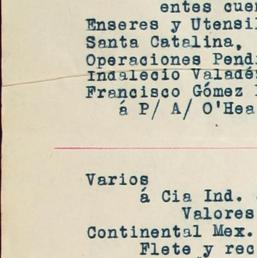 entes cuen
Enseres y Utensil
Santa Catalina,
Operaciones Pendi
Indalecio Valadé
Francisco Gómez
á P/ A/ O'Hea
Varios
á Cia Ind.
Valores
Continental Mex.
Flete y rec